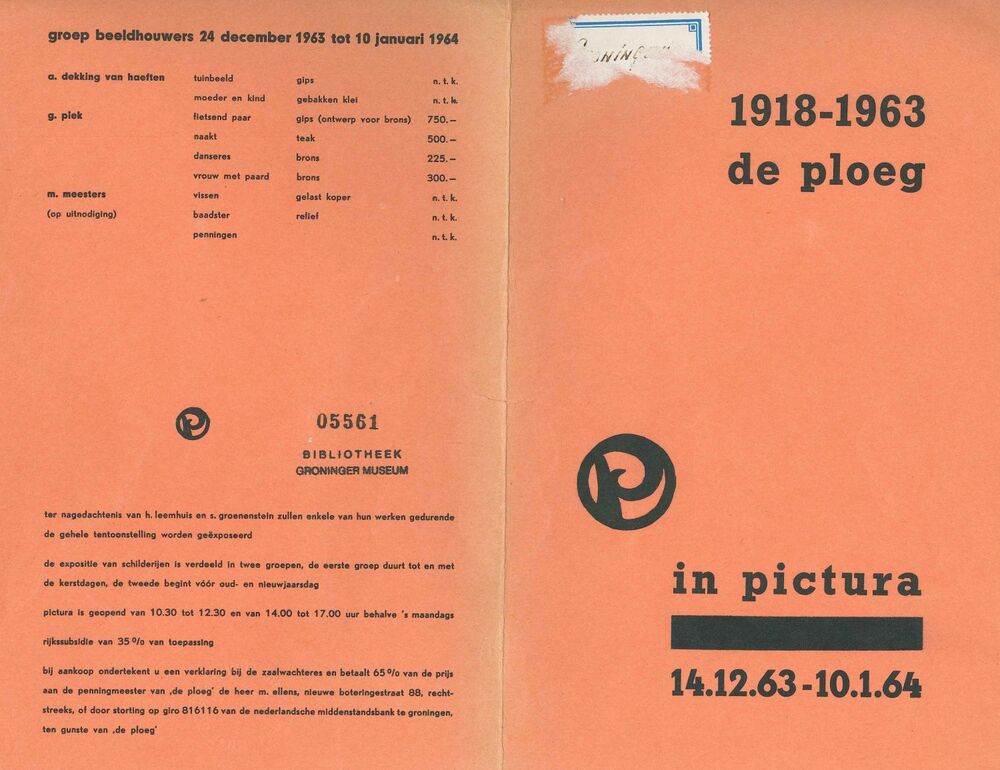 groep beeldhouwers 24 december 1963 tot 10 januari 1964
a. dekking van haeften tuinbeeld gips n. t. k.
moeder en kind gebakken klei n. t. k.
g. piek fietsend paar gips (ontwerp voor brons) 750.–
naakt teak 500.–
danseres brons 225.–
vrouw met paard brons 300.–
m. meesters vissen gelast koper n. t. k.
(op uitnodiging) baadster relief n. t. k.
penningen n. t. k.
05561
BIBLIOTHEEK
GRONINGER MUSEUM
ter nagedachtenis van h. leemhuis en s. groenenstein zullen enkele van hun werken gedurende
de gehele tentoonstelling worden geëxposeerd
de expositie van schilderijen is verdeeld in twee groepen, de eerste groep duurt tot en met
de kerstdagen, de tweede begint vóór oud- en nieuwjaarsdag
pictura is geopend van 10.30 tot 12.30 en van 14.00 tot 17.00 uur behalve 's maandags
rijkssubsidie van 35 % van toepassing
bij aankoop ondertekent u een verklaring bij de zaalwachteres en betaalt 65 % van de prijs
aan de penningmeester van ‚de ploeg' de heer m. ellens, nieuwe boteringestraat 88, recht-
streeks, of door storting op giro 816116 van de nederlandsche middenstandsbank te groningen,
ten gunste van ‚de ploeg'
1918-1963
de ploeg
in pictura
14.12.63-10.1.64